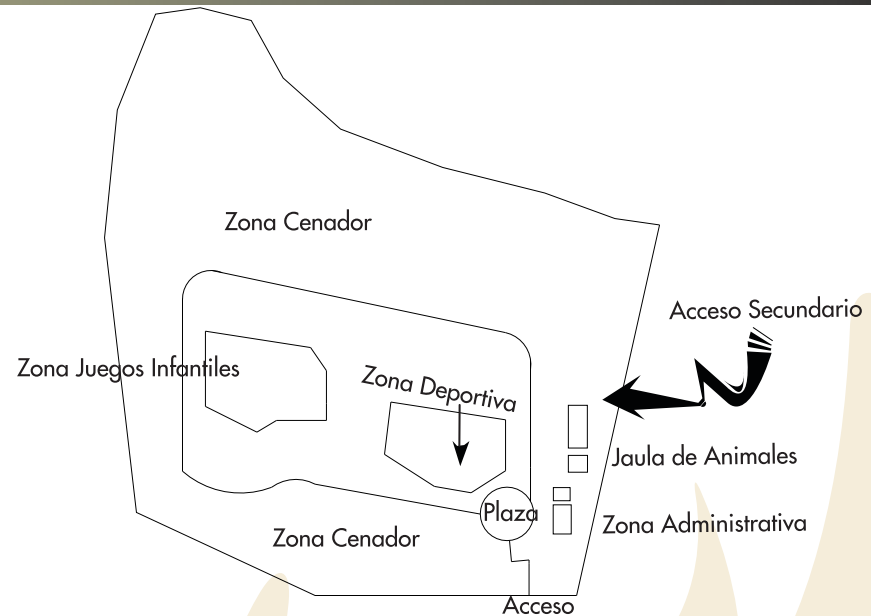 Zona Cenador
Acceso Secundario
Zona Juegos Infantiles
Zona Deportiva
Jaula de Animales
Plaza
Zona Administrativa
Zona Cenador
Acceso